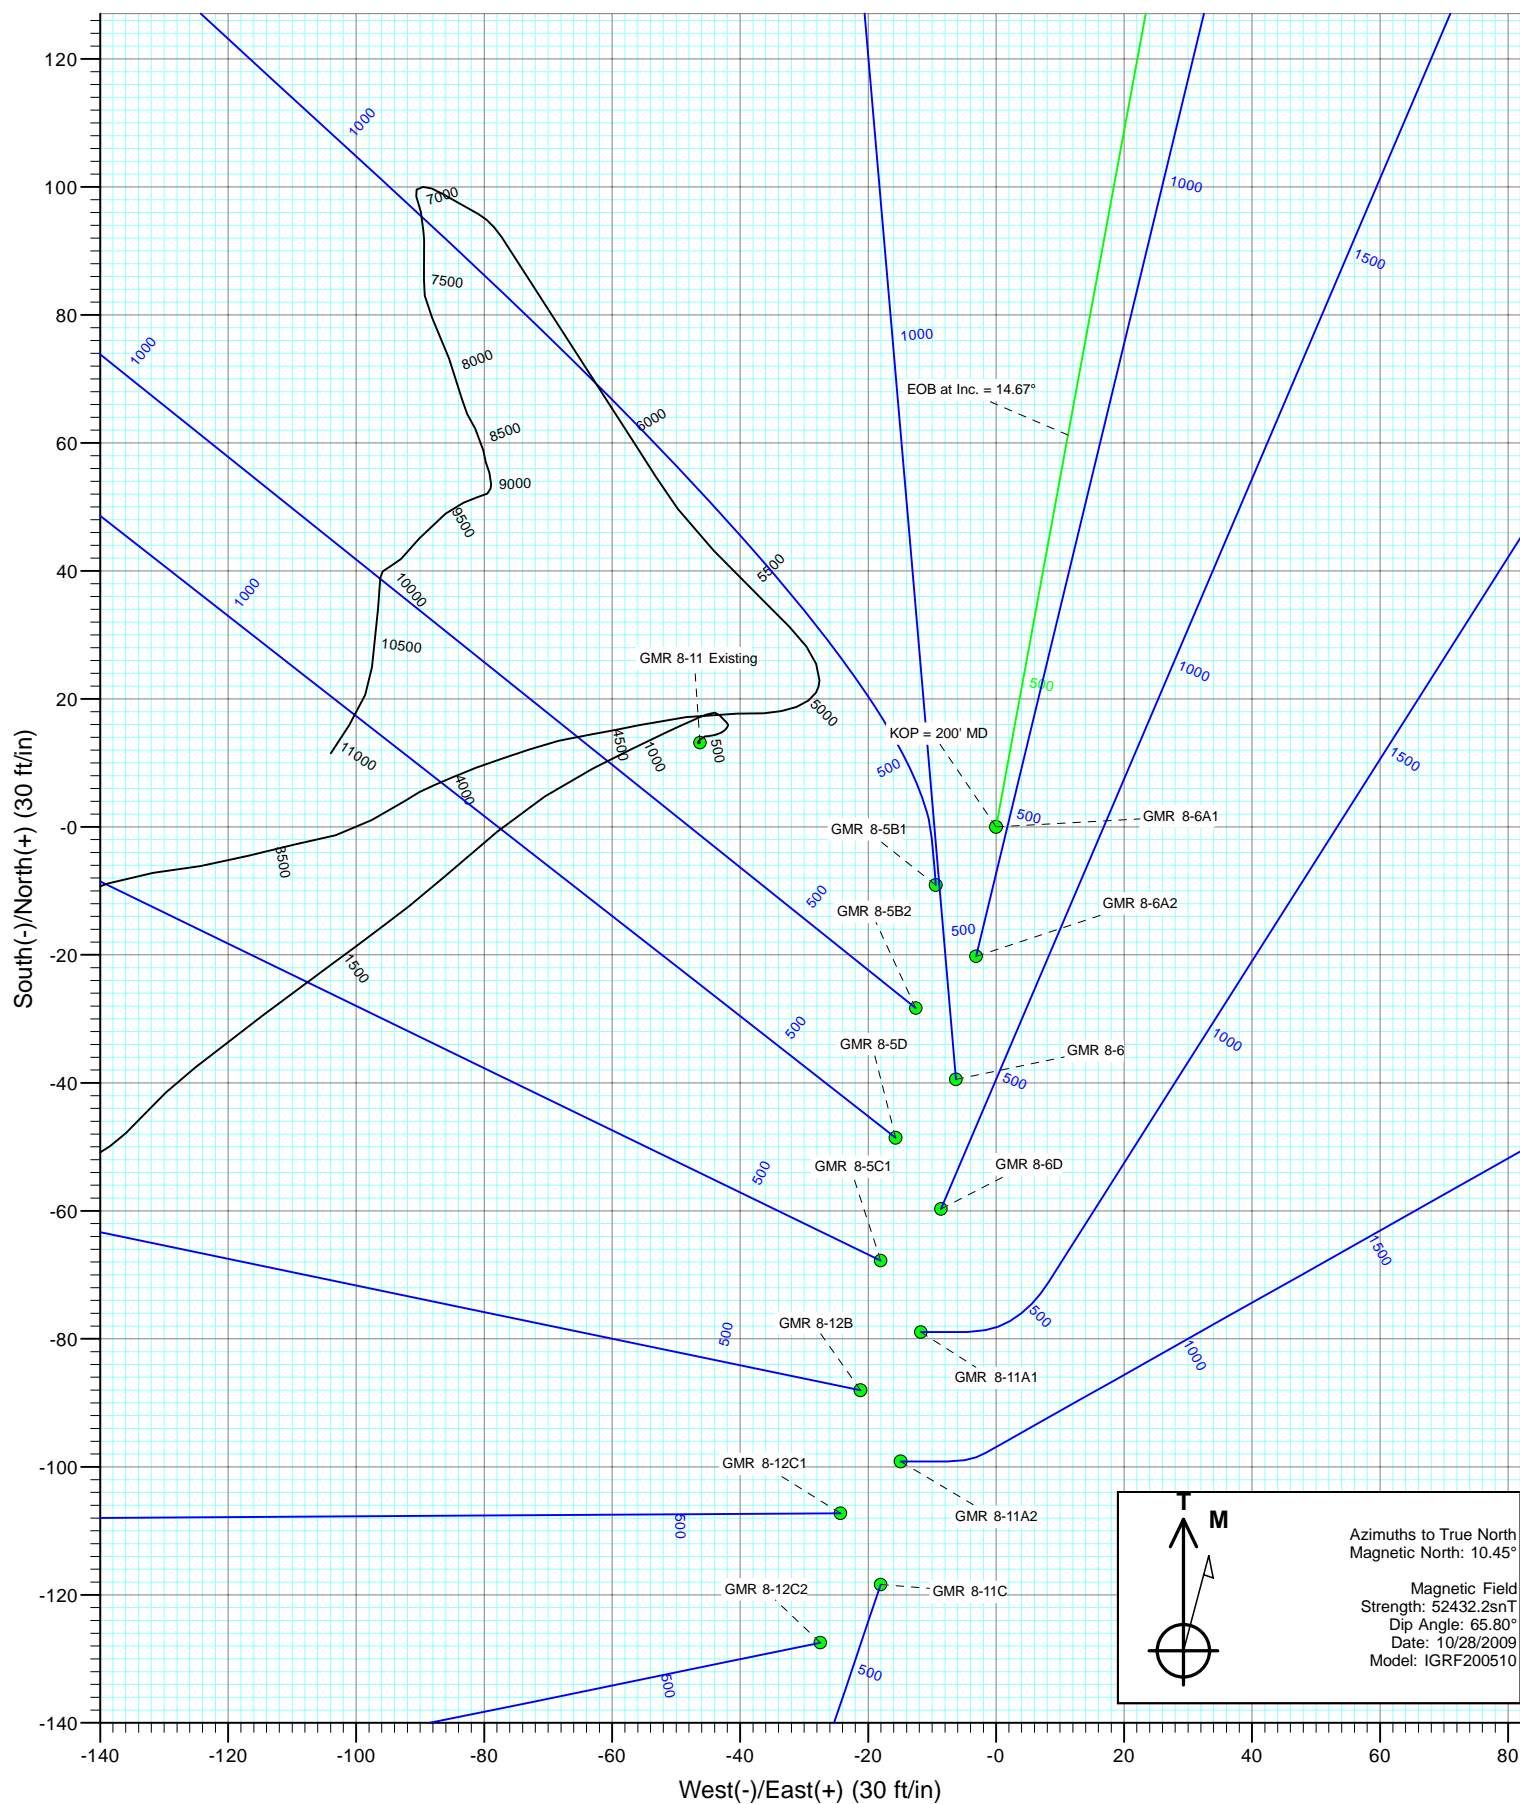 120
100
80
60
40
20
-0
-20
-40
-60
-80
-100
-120
-140
South(-)/North(+) (30 ft/in)
-140
-120
-100
-80
-60
-40
-20
-0
20
40
60
80
West(-)/East(+) (30 ft/in)
1000
7000
1000
1500
7500
1000
1000
8000
EOB at Inc. = 14.67°
6000
8500
9000
9500
5500
1000
10000
10500
GMR 8-11 Existing
1000
500
5000
KOP = 200' MD
4500
1000
500
11000
500
1500
4000
500
GMR 8-6A1
GMR 8-5B1
3500
500
GMR 8-5B2
GMR 8-6A2
500
1500
500
1000
GMR 8-5D
GMR 8-6
500
GMR 8-5C1
500
GMR 8-6D
1500
500
500
GMR 8-12B
1000
GMR 8-11A1
GMR 8-12C1
500
GMR 8-11A2
GMR 8-12C2
GMR 8-11C
500
500
T
M
Azimuths to True North
Magnetic North: 10.45°
Magnetic Field
Strength: 52432.2snT
Dip Angle: 65.80°
Date: 10/28/2009
Model: IGRF200510